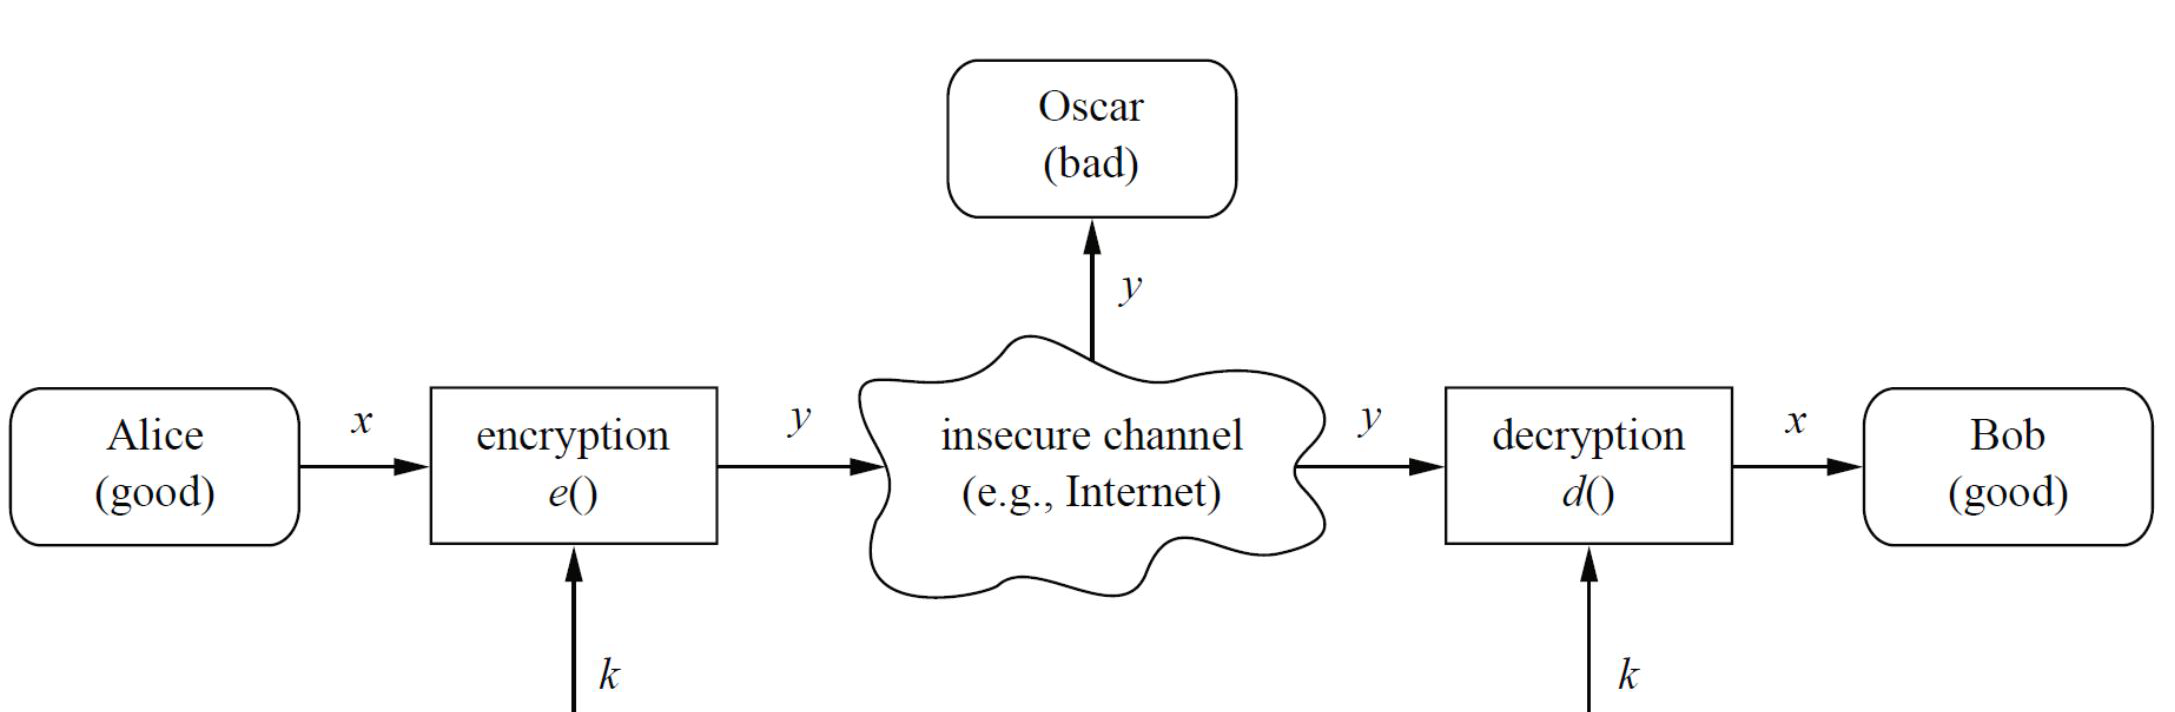 Oscar
(bad)
y
Alice
(good)
x
encryption
e()
y
insecure channel
(e.g., Internet)
y
decryption
d()
x
Bob
(good)
k
k